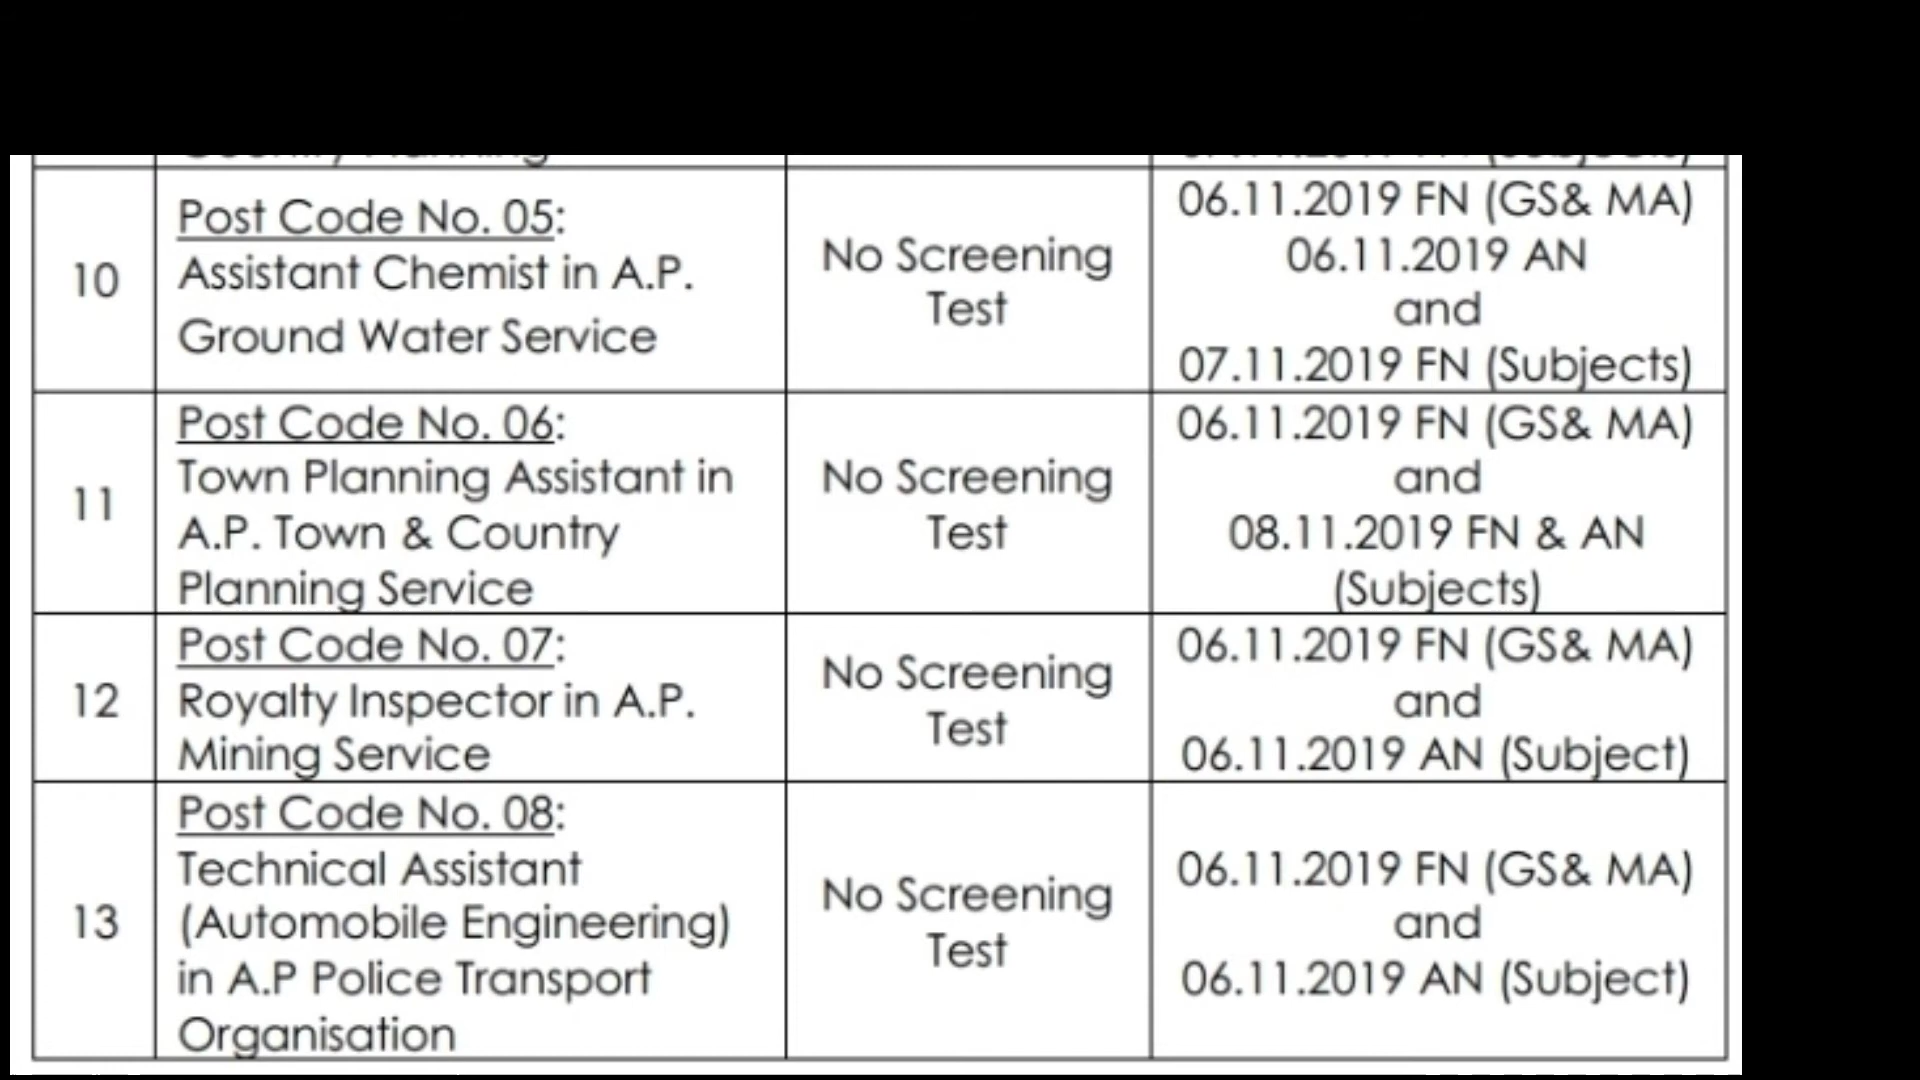 10
Post Code No. 05:
Assistant Chemist in A.P.
Ground Water Service
No Screening
Test
06.11.2019 FN (GS& MA)
06.11.2019 AN
and
07.11.2019 FN (Subjects)
11
Post Code No. 06:
Town Planning Assistant in
A.P. Town & Country
Planning Service
No Screening
Test
06.11.2019 FN (GS& MA)
and
08.11.2019 FN & AN
(Subjects)
12
Post Code No. 07:
Royalty Inspector in A.P.
Mining Service
No Screening
Test
06.11.2019 FN (GS& MA)
and
06.11.2019 AN (Subject)
13
Post Code No. 08:
Technical Assistant
(Automobile Engineering)
in A.P Police Transport
Organisation
No Screening
Test
06.11.2019 FN (GS& MA)
and
06.11.2019 AN (Subject)